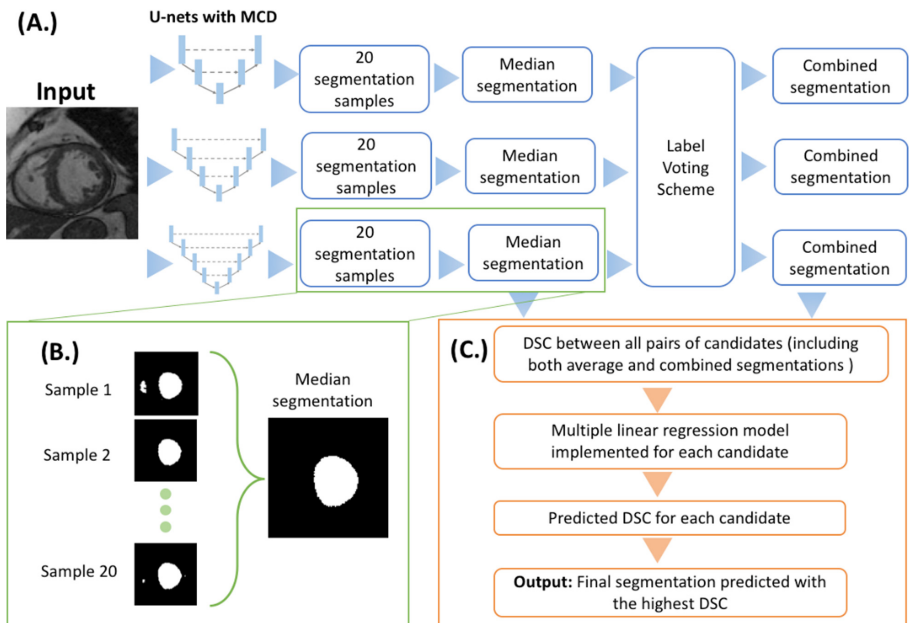 (A.)
U-nets with MCD
Input
20
segmentation
samples
Median
segmentation
Combined
segmentation
20
segmentation
samples
Median
segmentation
Label
Voting
Scheme
Combined
segmentation
20
segmentation
samples
Median
segmentation
Combined
segmentation
(B.)
Sample 1
Sample 2
Sample 20
Median
segmentation
(C.)
DSC between all pairs of candidates (including
both average and combined segmentations )
Multiple linear regression model
implemented for each candidate
Predicted DSC for each candidate
Output: Final segmentation predicted with
the highest DSC